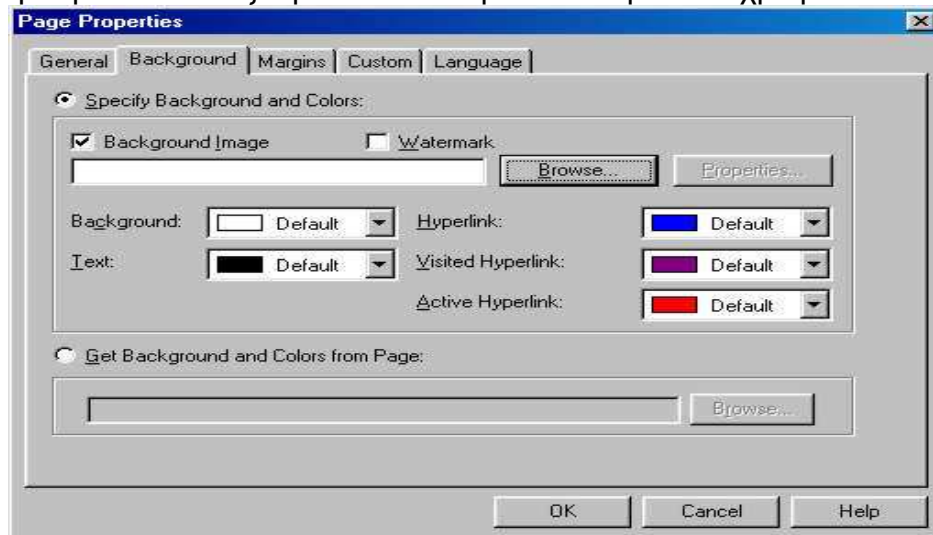 Page Properties
General Background Margins Custom Language
Specify Background and Colors:
Background Image Watermark
Browse... Properties...
Background: Default Hyperlink: Default
Text: Default Visited Hyperlink: Default
Active Hyperlink: Default
Get Background and Colors from Page:
Browse...
OK Cancel Help